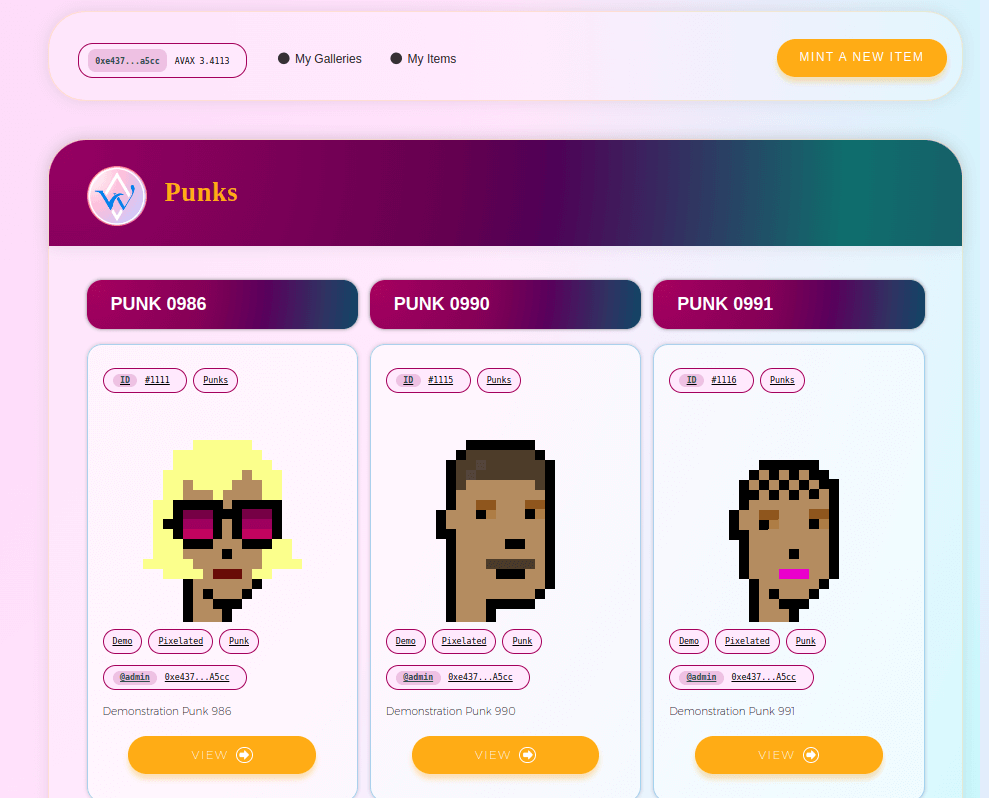 0xe437...a5cc AVAX 3.4113 My Galleries My Items MINT A NEW ITEM
Punks
PUNK 0986
ID #1111 Punks
Demo Pixelated Punk
@admin 0xe437...A5cc
Demonstration Punk 986
VIEW
PUNK 0990
ID #1115 Punks
Demo Pixelated Punk
@admin 0xe437...A5cc
Demonstration Punk 990
VIEW
PUNK 0991
ID #1116 Punks
Demo Pixelated Punk
@admin 0xe437...A5cc
Demonstration Punk 991
VIEW